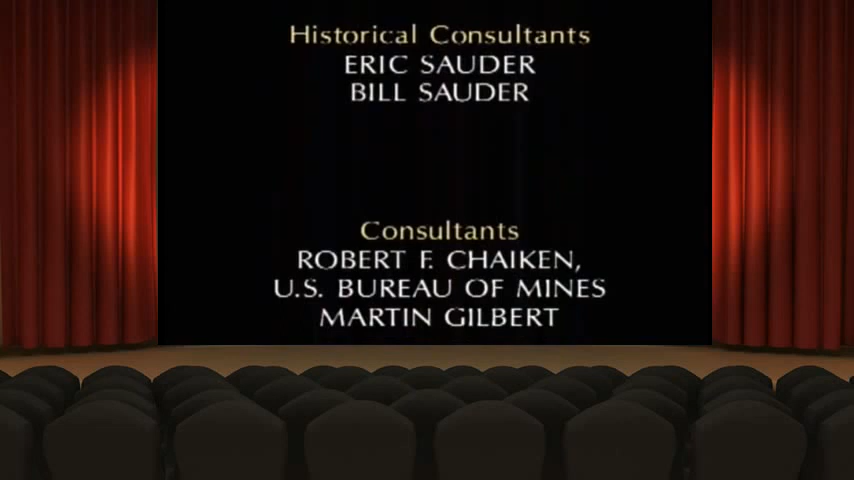 Historical Consultants
ERIC SAUDER
BILL SAUDER
Consultants
ROBERT F. CHAIKEN,
U.S. BUREAU OF MINES
MARTIN GILBERT